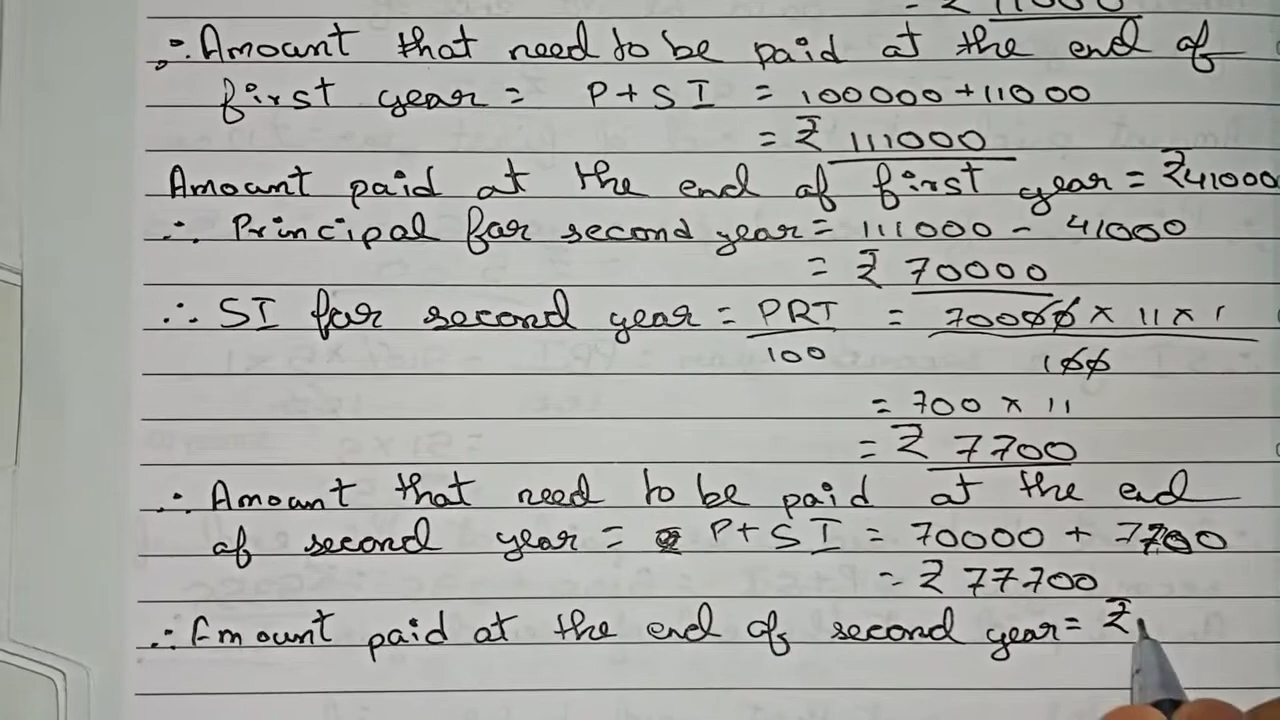 = ₹ 11000
∴ Amount that need to be paid at the end of
first year = P+SI = 100000+11000
= ₹ 111000
Amount paid at the end of first year = ₹41000
∴ Principal for second year = 111000 - 41000
= ₹ 70000
∴ SI for second year = PRT/100 = 70000 × 11 × 1/100
= 700 × 11
= ₹ 7700
∴ Amount that need to be paid at the end
of second year = P+SI = 70000 + 7700
= ₹ 77700
∴ Amount paid at the end of second year = ₹